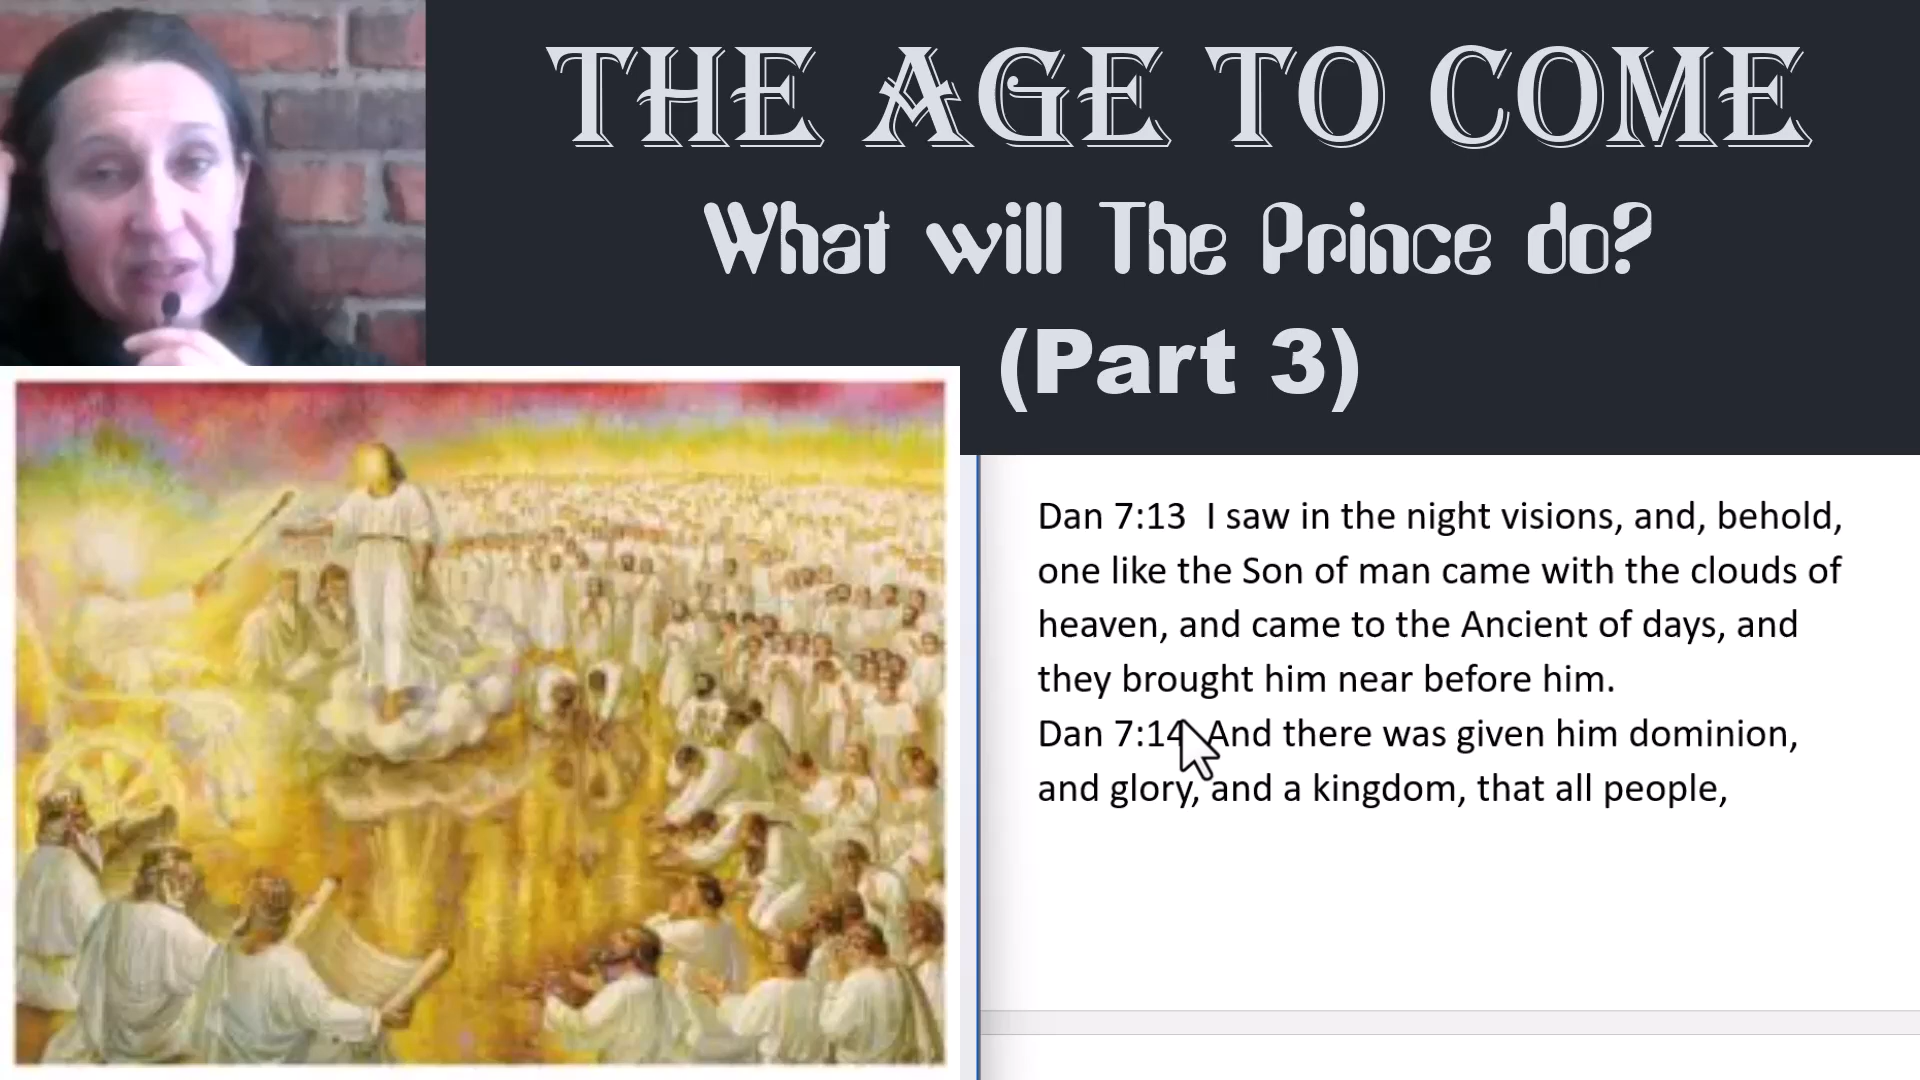 THE AGE TO COME
What will The Prince do?
(Part 3)
Dan 7:13  I saw in the night visions, and, behold,
one like the Son of man came with the clouds of
heaven, and came to the Ancient of days, and
they brought him near before him.
Dan 7:14  And there was given him dominion,
and glory, and a kingdom, that all people,